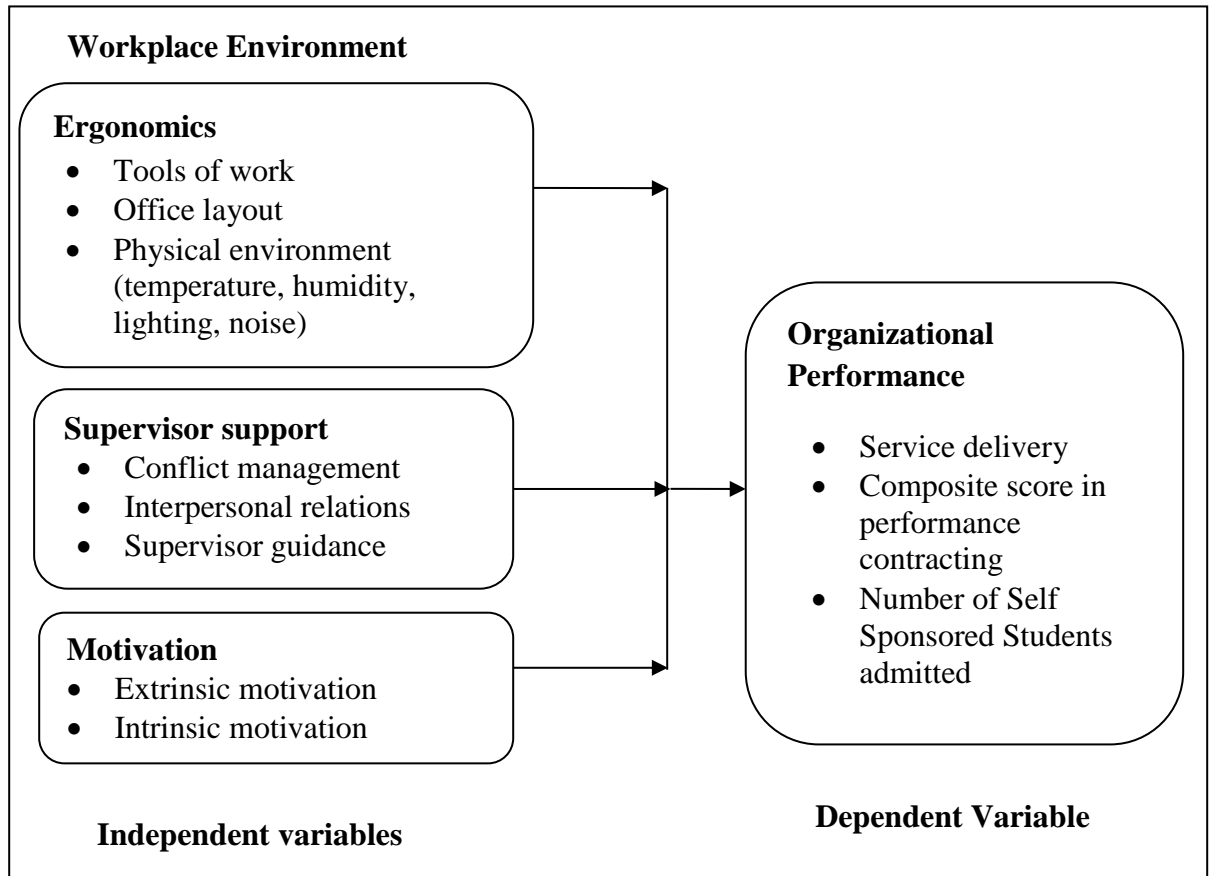 Workplace Environment
Ergonomics
• Tools of work
• Office layout
• Physical environment
(temperature, humidity,
lighting, noise)
Supervisor support
• Conflict management
• Interpersonal relations
• Supervisor guidance
Motivation
• Extrinsic motivation
• Intrinsic motivation
Independent variables
Organizational
Performance
• Service delivery
• Composite score in
performance
contracting
• Number of Self
Sponsored Students
admitted
Dependent Variable